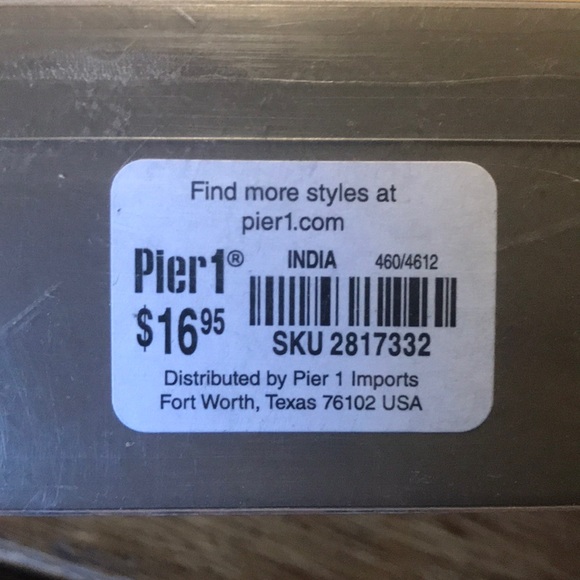 Find more styles at
pier1.com
Pier1® INDIA 460/4612
$16.95
SKU 2817332
Distributed by Pier 1 Imports
Fort Worth, Texas 76102 USA